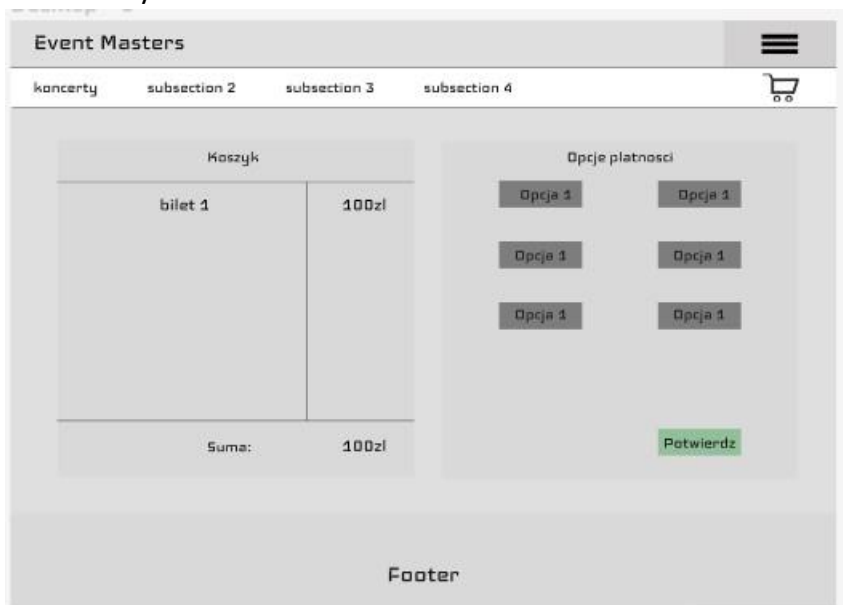 Event Masters
koncerty subsection 2 subsection 3 subsection 4
Koszyk
bilet 1 100zl
Suma: 100zl
Opcje platnosci
Opcja 1 Opcja 1
Opcja 1 Opcja 1
Opcja 1 Opcja 1
Potwierdz
Footer